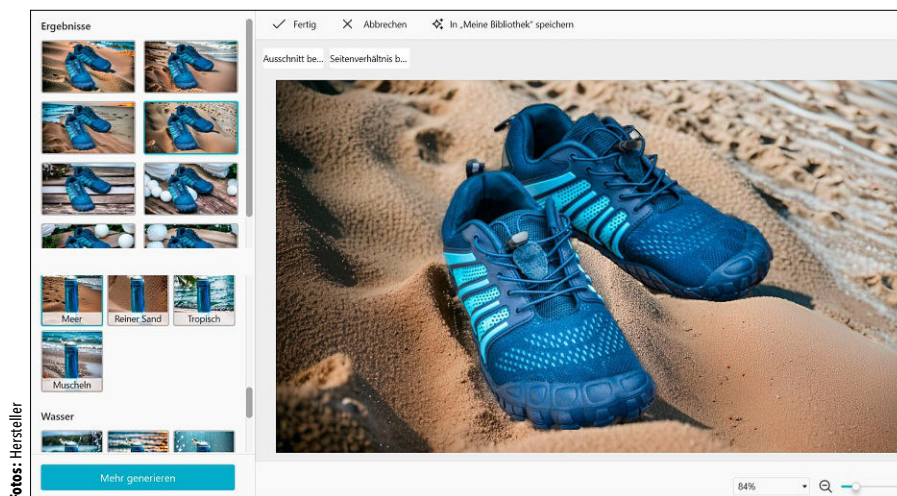 Ergebnisse
Fertig
Abbrechen
In „Meine Bibliothek“ speichern
Ausschnitt be...
Seitenverhältnis b...
Meer
Reiner Sand
Tropisch
Muscheln
Wasser
Mehr generieren
84%
Fotos: Hersteller